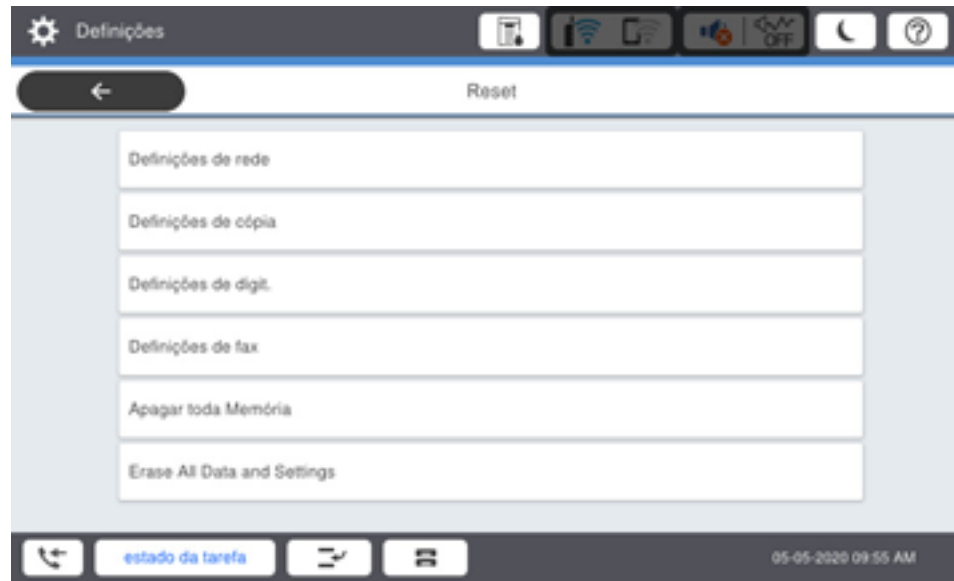 Definições
OFF
Reset
Definições de rede
Definições de cópia
Definições de digit.
Definições de fax
Apagar toda Memória
Erase All Data and Settings
estado da tarefa
05-05-2020 09:55 AM